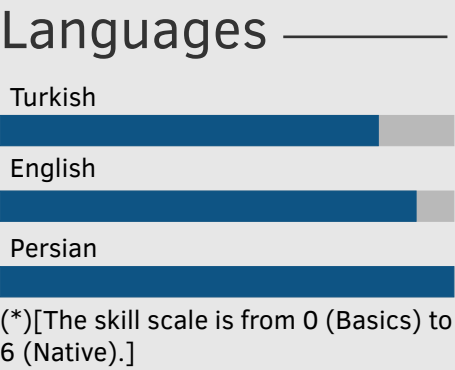 Languages
Turkish
English
Persian
(*)[The skill scale is from 0 (Basics) to
6 (Native).]